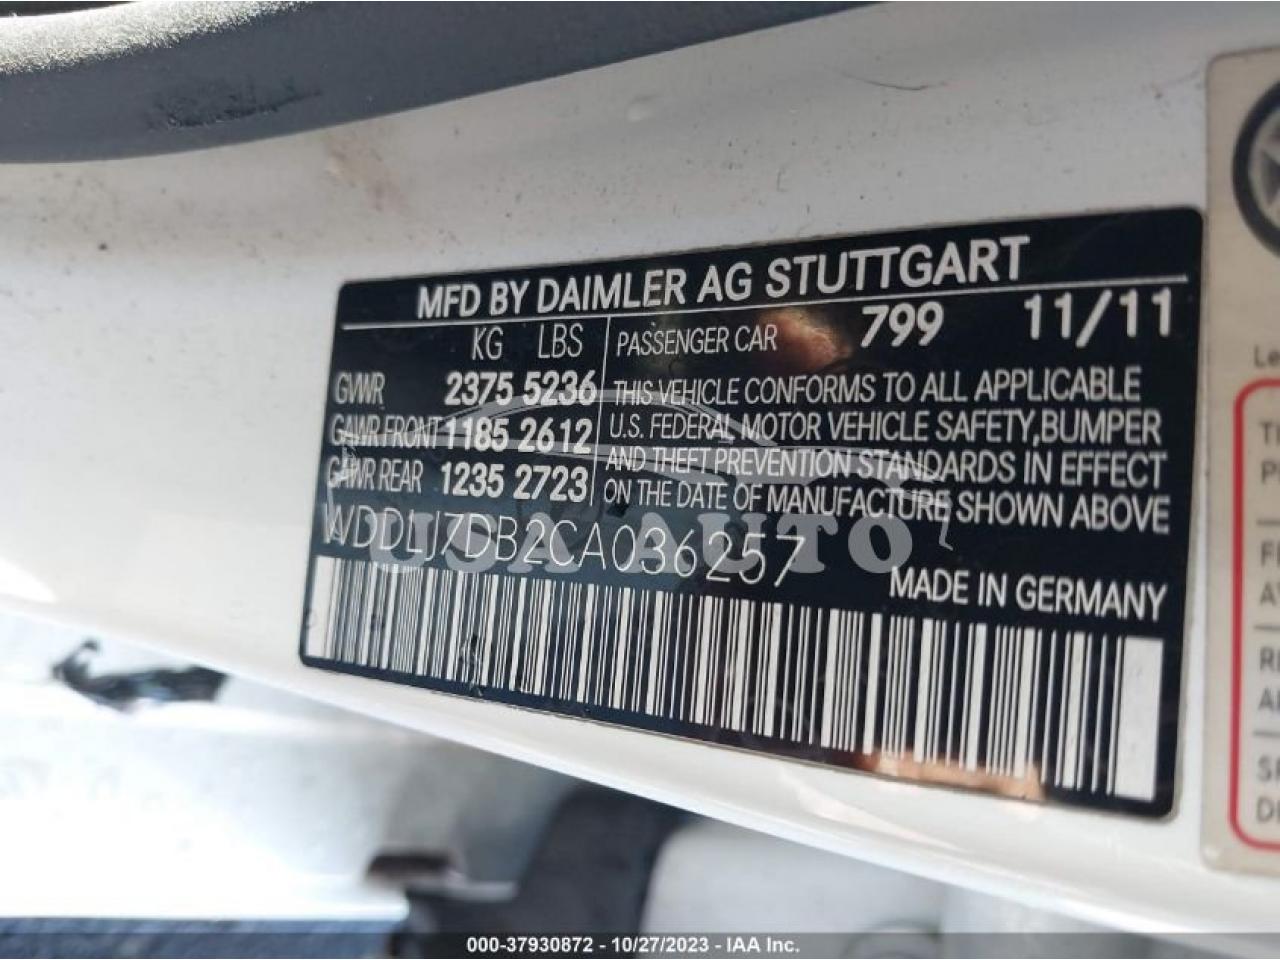 MFD BY DAIMLER AG STUTTGART
KG LBS PASSENGER CAR 799 11/11
GVWR 2375 5236 THIS VEHICLE CONFORMS TO ALL APPLICABLE
GAWR FRONT 1185 2612 U.S. FEDERAL MOTOR VEHICLE SAFETY, BUMPER
GAWR REAR 1235 2723 AND THEFT PREVENTION STANDARDS IN EFFECT
ON THE DATE OF MANUFACTURE SHOWN ABOVE
WDDLJ7DB2CA036257
MADE IN GERMANY
USA AUTO
000-37930872 - 10/27/2023 - IAA Inc.